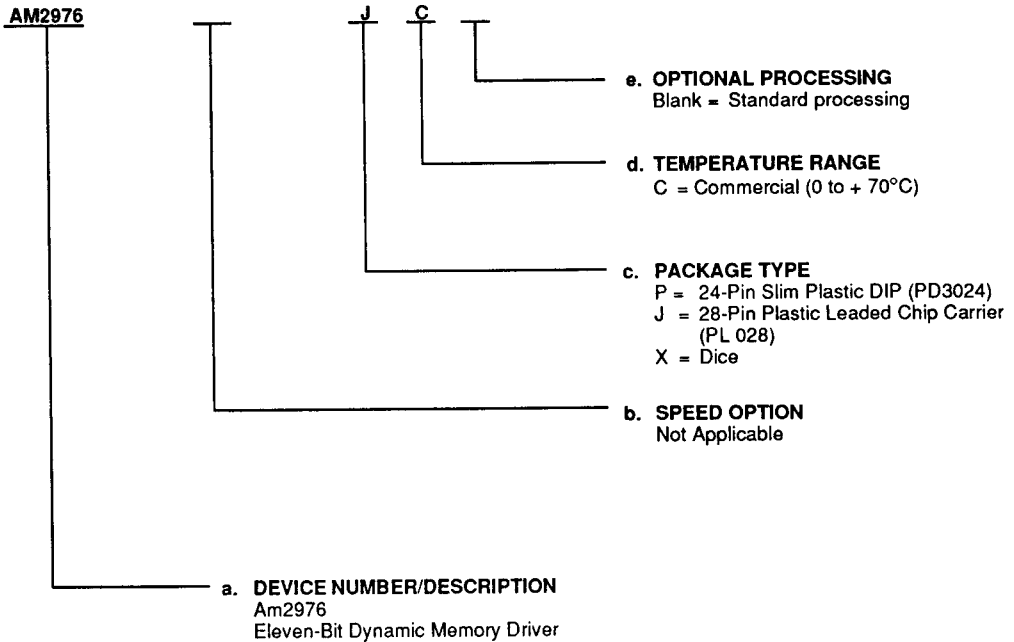 AM2976 J C
e. OPTIONAL PROCESSING
Blank = Standard processing
d. TEMPERATURE RANGE
C = Commercial (0 to + 70°C)
c. PACKAGE TYPE
P = 24-Pin Slim Plastic DIP (PD3024)
J = 28-Pin Plastic Leaded Chip Carrier
(PL 028)
X = Dice
b. SPEED OPTION
Not Applicable
a. DEVICE NUMBER/DESCRIPTION
Am2976
Eleven-Bit Dynamic Memory Driver